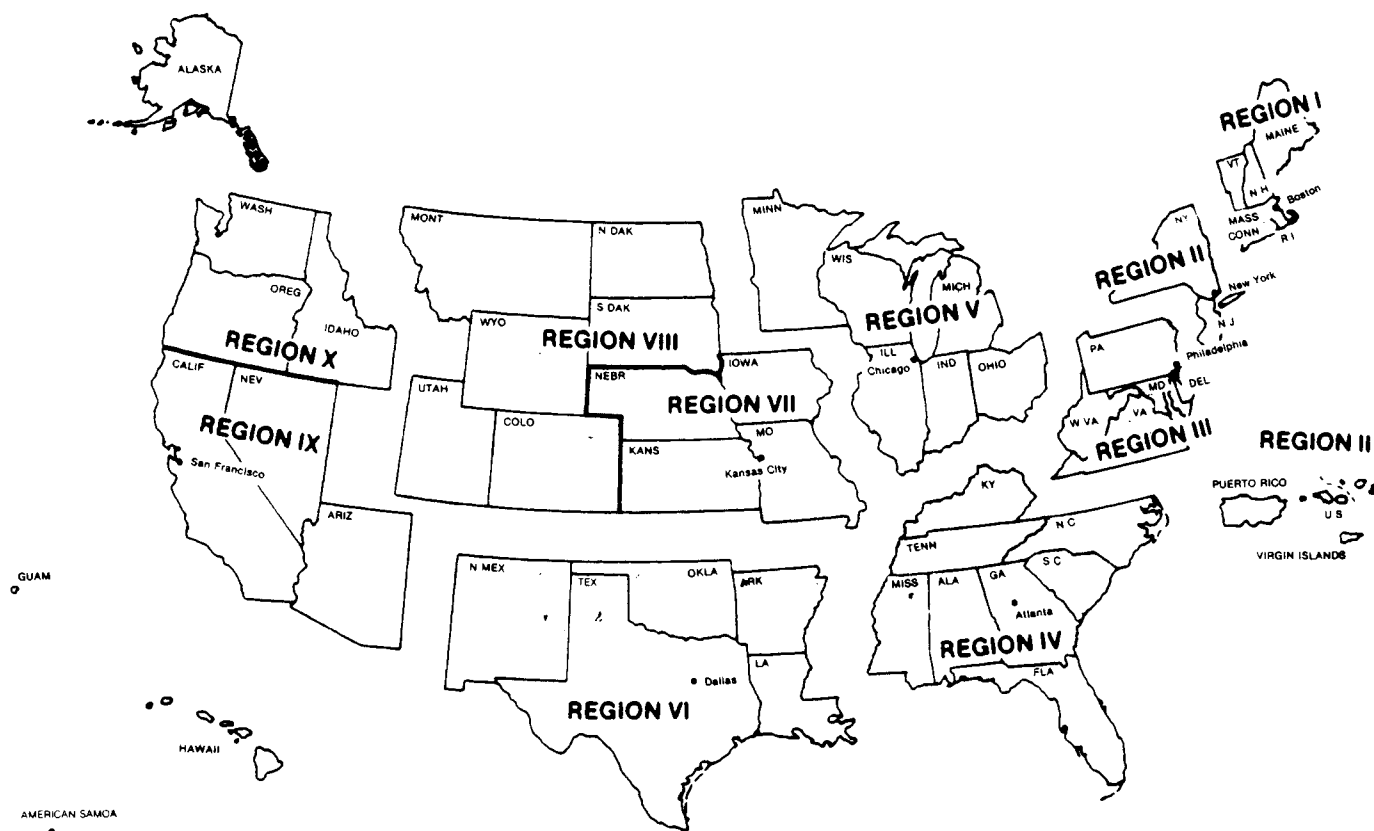 ALASKA
REGION I
MAINE
VT
N H
Boston
MASS
CONN
R I
WASH
MONT
N DAK
MINN
NY
WIS
REGION II
MICH
New York
OREG
S DAK
REGION V
N J
WYO
IDAHO
REGION VIII
REGION X
PA
Philadelphia
ILL
Chicago
IND
OHIO
IOWA
CALIF
NEV
UTAH
NEBR
MD
DEL
REGION VII
W VA
VA
COLO
REGION IX
MO
REGION III
REGION II
KANS
San Francisco
Kansas City
KY
PUERTO RICO
U S
VIRGIN ISLANDS
ARIZ
N C
TENN
S C
GUAM
N MEX
TEX
OKLA
ARK
MISS
ALA
GA
Atlanta
REGION IV
LA
FLA
Dallas
REGION VI
HAWAII
AMERICAN SAMOA